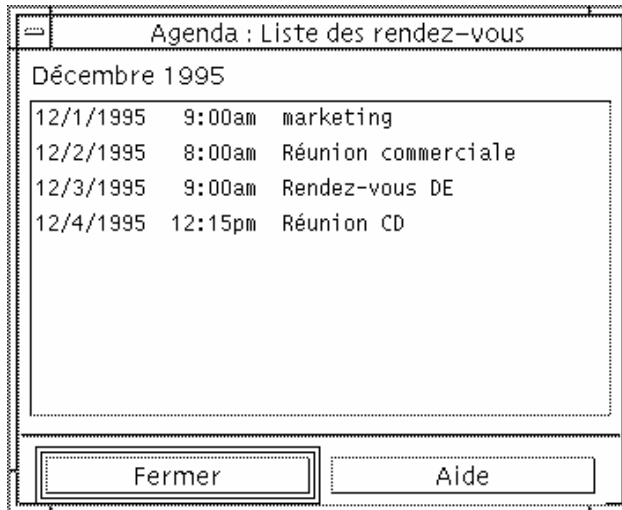 Agenda : Liste des rendez-vous
Décembre 1995
12/1/1995 9:00am marketing
12/2/1995 8:00am Réunion commerciale
12/3/1995 9:00am Rendez-vous DE
12/4/1995 12:15pm Réunion CD
Fermer Aide